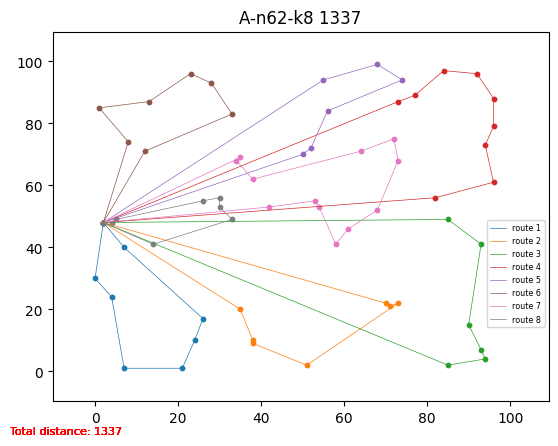 A-n62-k8 1337
100
80
60
40
20
0
0 20 40 60 80 100
route 1
route 2
route 3
route 4
route 5
route 6
route 7
route 8
Total distance: 1337